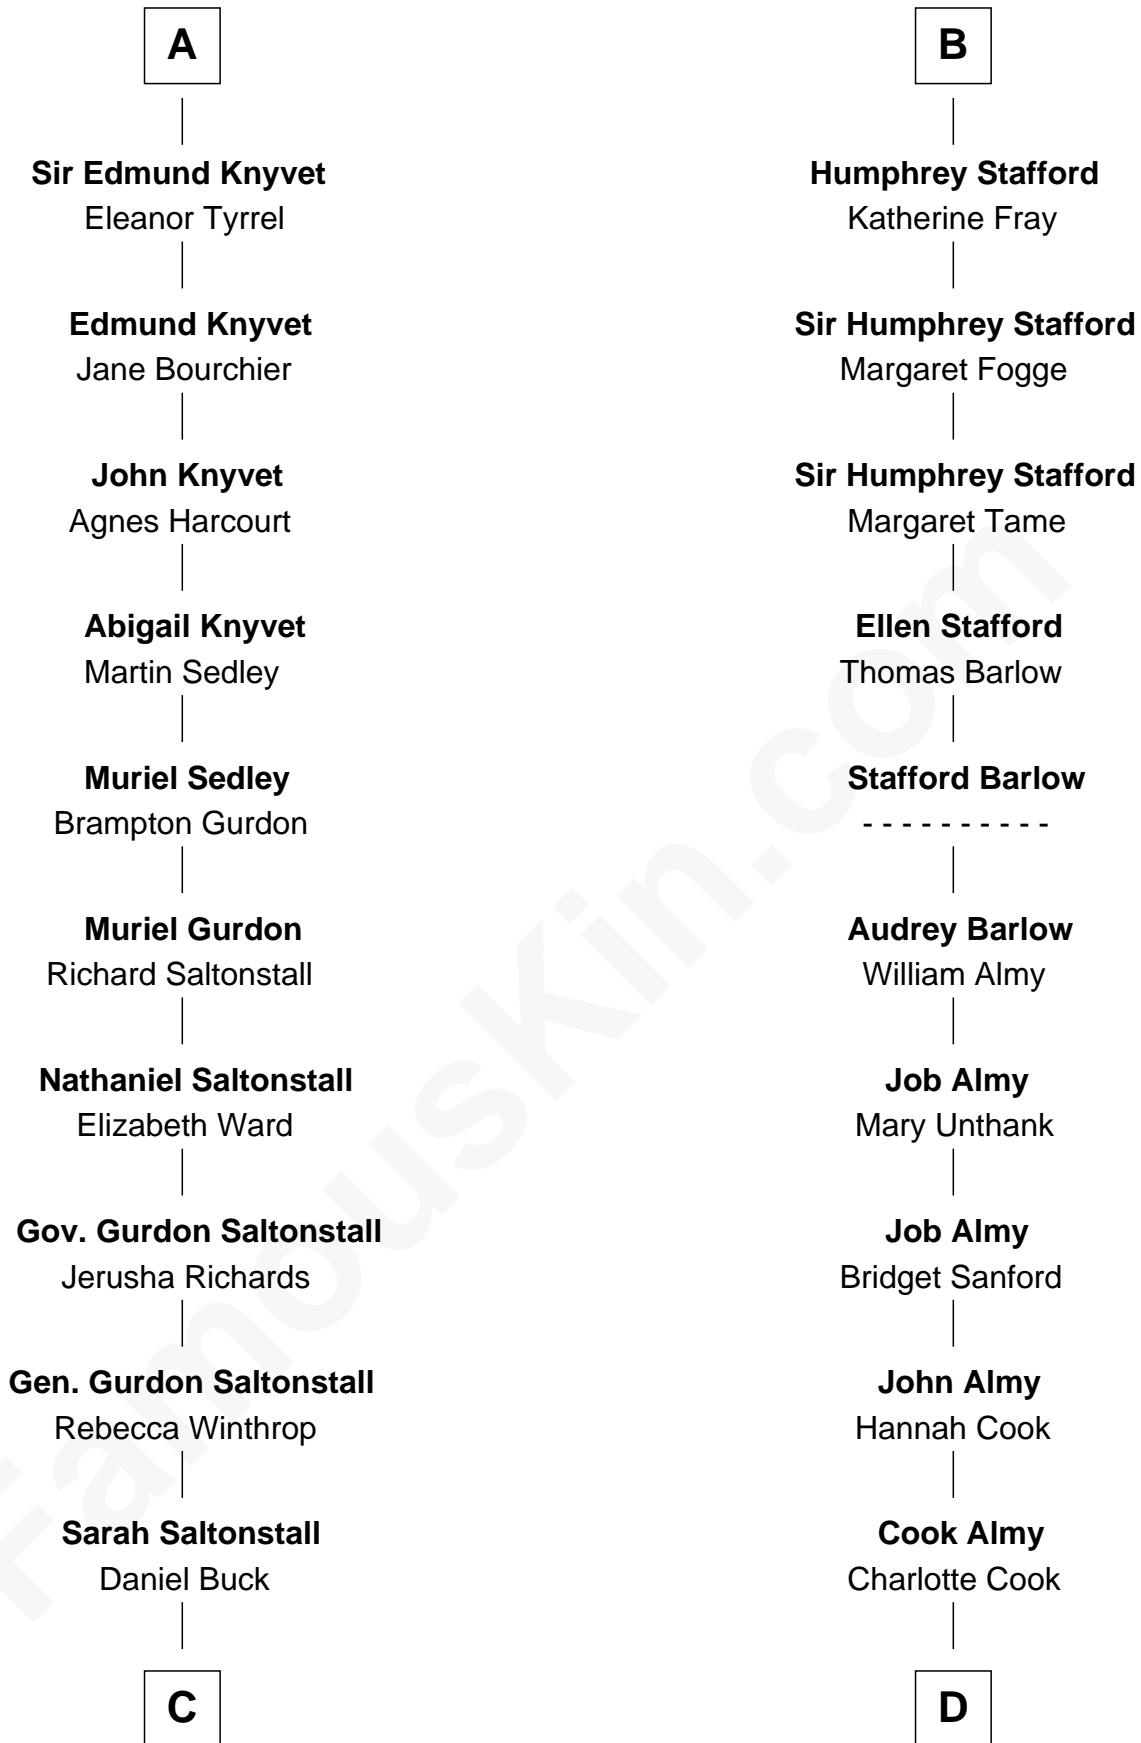 A
Sir Edmund Knyvet
Eleanor Tyrrel
Edmund Knyvet
Jane Bourchier
John Knyvet
Agnes Harcourt
Abigail Knyvet
Martin Sedley
Muriel Sedley
Brampton Gurdon
Muriel Gurdon
Richard Saltonstall
Nathaniel Saltonstall
Elizabeth Ward
Gov. Gurdon Saltonstall
Jerusha Richards
Gen. Gurdon Saltonstall
Rebecca Winthrop
Sarah Saltonstall
Daniel Buck
C
B
Humphrey Stafford
Katherine Fray
Sir Humphrey Stafford
Margaret Fogge
Sir Humphrey Stafford
Margaret Tame
Ellen Stafford
Thomas Barlow
Stafford Barlow
- - - - - - - - - -
Audrey Barlow
William Almy
Job Almy
Mary Unthank
Job Almy
Bridget Sanford
John Almy
Hannah Cook
Cook Almy
Charlotte Cook
D
FamousKin.com